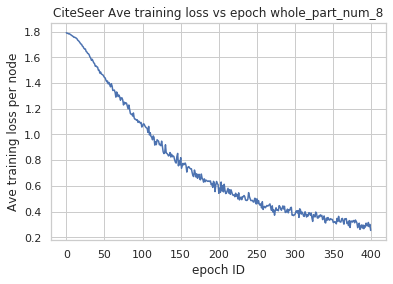 CiteSeer Ave training loss vs epoch whole_part_num_8
Ave training loss per node
1.8
1.6
1.4
1.2
1.0
0.8
0.6
0.4
0.2
0 50 100 150 200 250 300 350 400
epoch ID